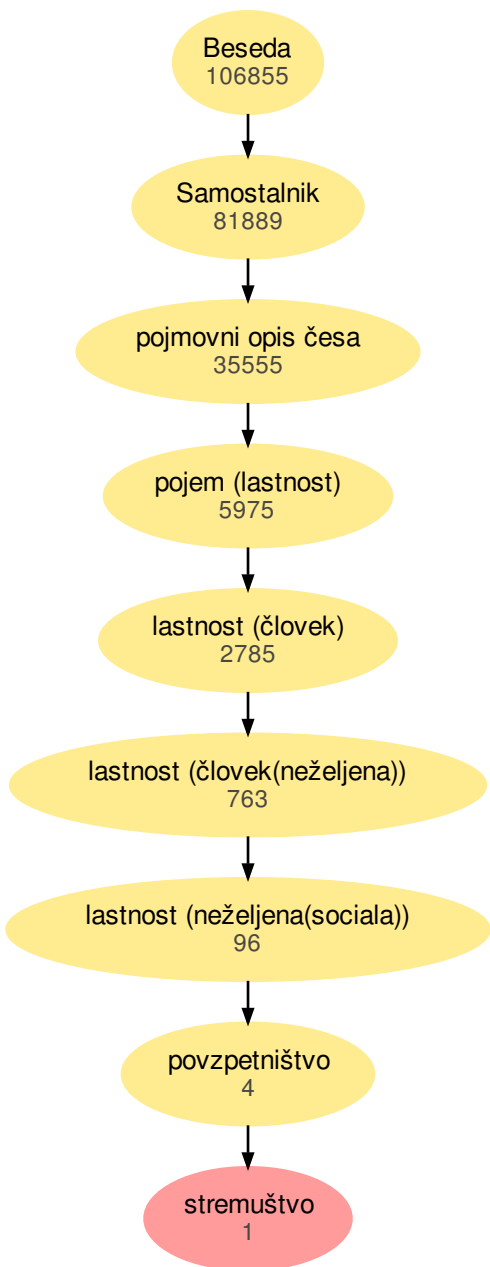 Beseda
106855
Samostalnik
81889
pojmovni opis česa
35555
pojem (lastnost)
5975
lastnost (človek)
2785
lastnost (človek(neželjena))
763
lastnost (neželjena(sociala))
96
povzpetništvo
4
stremuštvo
1